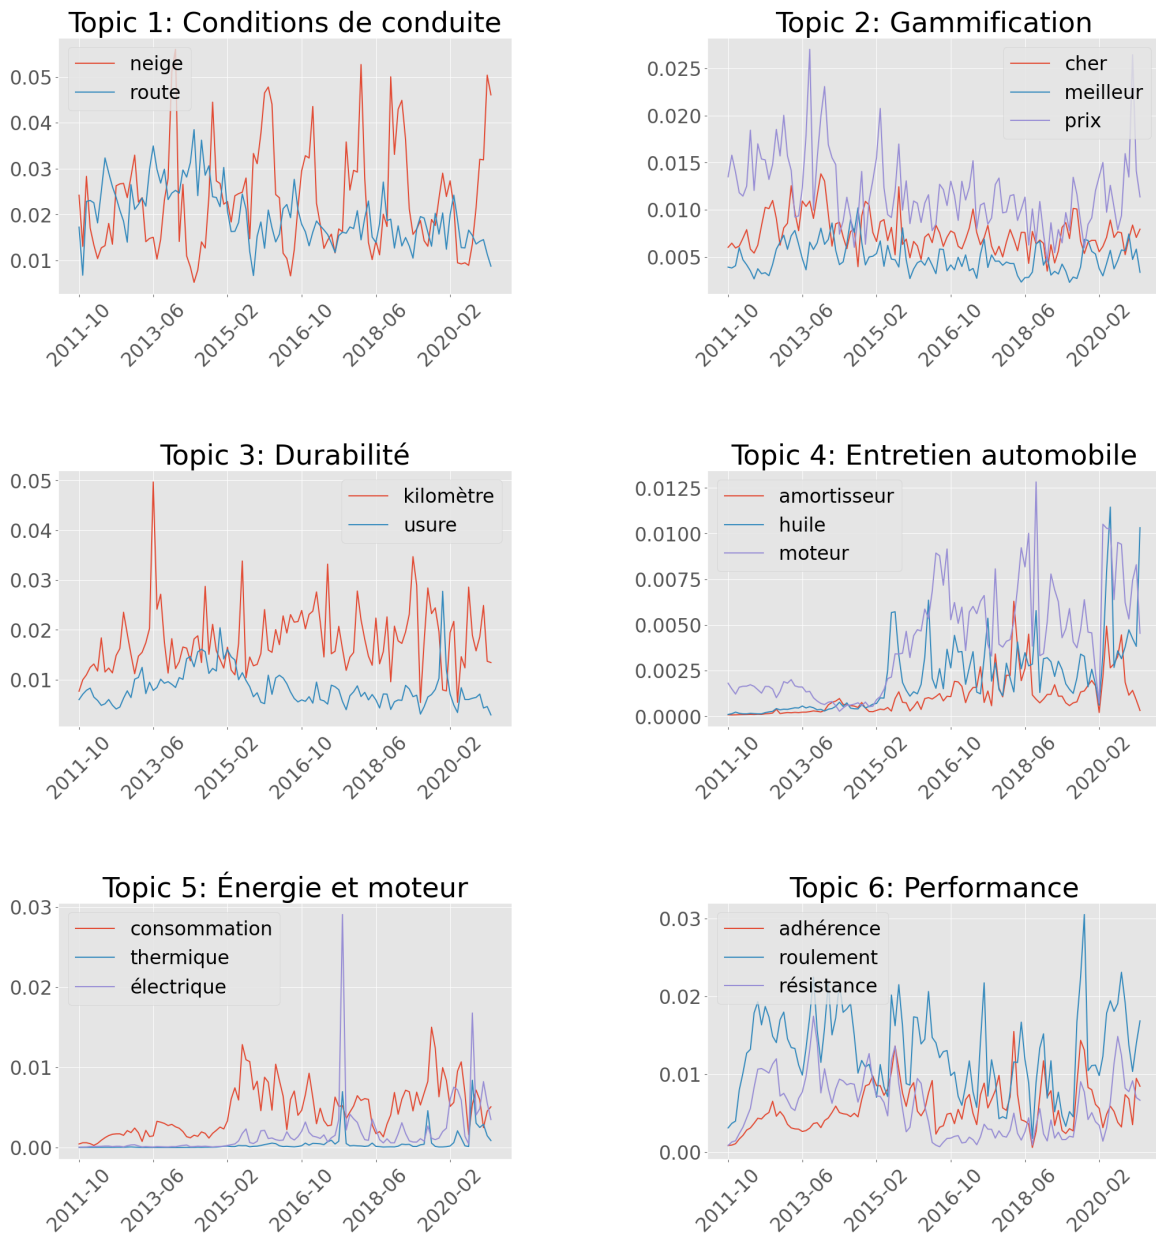 Topic 1: Conditions de conduite
neige
route
0.05
0.04
0.03
0.02
0.01
2011-10
2013-06
2015-02
2016-10
2018-06
2020-02
Topic 2: Gammification
cher
meilleur
prix
0.025
0.020
0.015
0.010
0.005
2011-10
2013-06
2015-02
2016-10
2018-06
2020-02
Topic 3: Durabilité
kilomètre
usure
0.05
0.04
0.03
0.02
0.01
2011-10
2013-06
2015-02
2016-10
2018-06
2020-02
Topic 4: Entretien automobile
amortisseur
huile
moteur
0.0125
0.0100
0.0075
0.0050
0.0025
0.0000
2011-10
2013-06
2015-02
2016-10
2018-06
2020-02
Topic 5: Énergie et moteur
consommation
thermique
électrique
0.03
0.02
0.01
0.00
2011-10
2013-06
2015-02
2016-10
2018-06
2020-02
Topic 6: Performance
adhérence
roulement
résistance
0.03
0.02
0.01
0.00
2011-10
2013-06
2015-02
2016-10
2018-06
2020-02